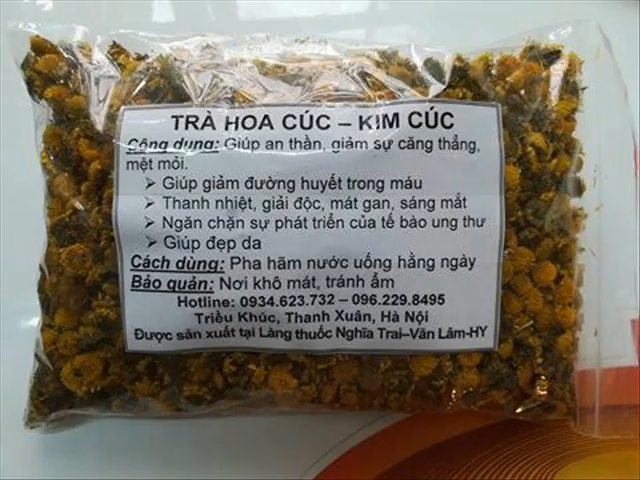 TRÀ HOA CÚC – KIM CÚC
Công dụng: Giúp an thần, giảm sự căng thẳng,
mệt mỏi.
➢ Giúp giảm đường huyết trong máu
➢ Thanh nhiệt, giải độc, mát gan, sáng mắt
➢ Ngăn chặn sự phát triển của tế bào ung thư
➢ Giúp đẹp da
Cách dùng: Pha hãm nước uống hằng ngày
Bảo quản: Nơi khô mát, tránh ẩm
Hotline: 0934.623.732 – 096.229.8495
Triều Khúc, Thanh Xuân, Hà Nội
Được sản xuất tại Làng thuốc Nghĩa Trai–Văn Lâm-HY